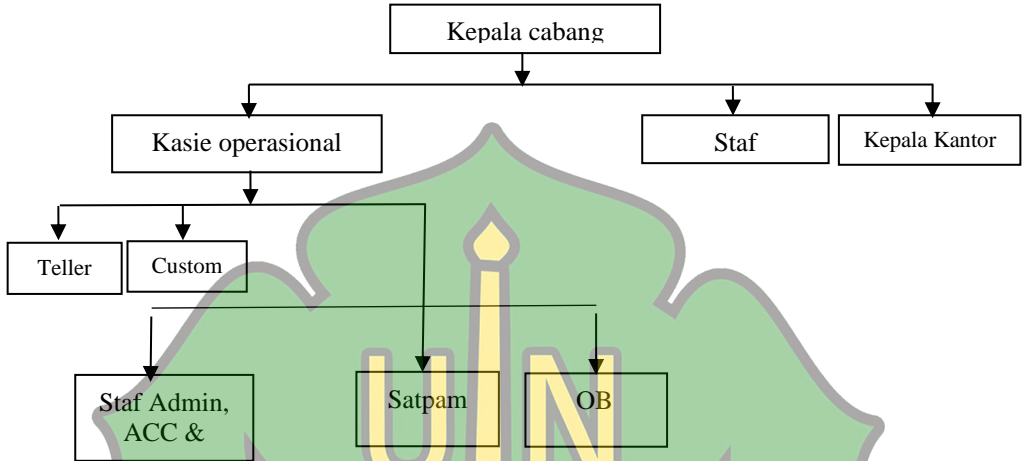 Kepala cabang
Kasie operasional
Staf
Kepala Kantor
Teller
Custom
Staf Admin,
ACC &
Satpam
OB
UIN